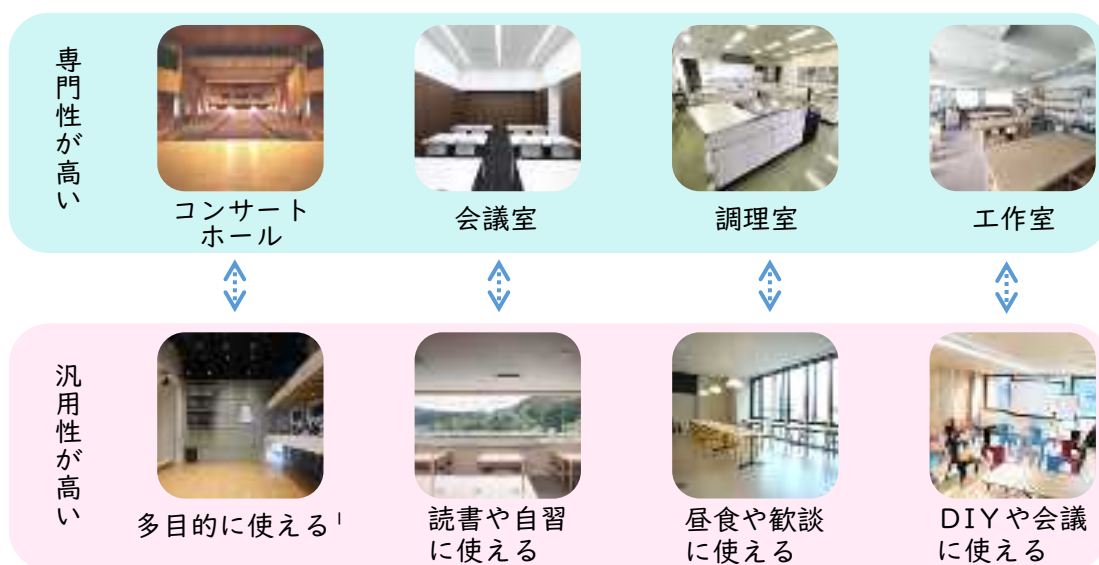 専門性が高い
コンサート
ホール
会議室
調理室
工作室
汎用性が高い
多目的に使える1
読書や自習
に使える
昼食や歓談
に使える
DIYや会議
に使える